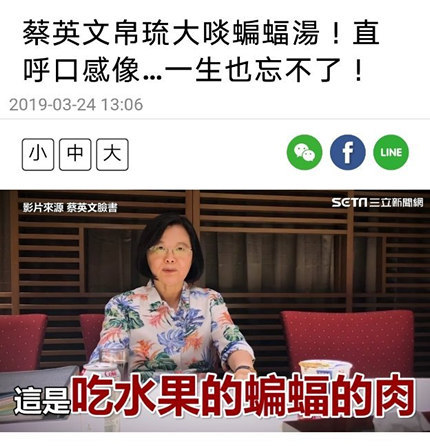 蔡英文帛琉大啖蝙蝠湯！直
呼口感像...一生也忘不了！
2019-03-24 13:06
小 中 大
LINE
影片來源 蔡英文臉書
SETN 三立新聞網
這是吃水果的蝙蝠的肉